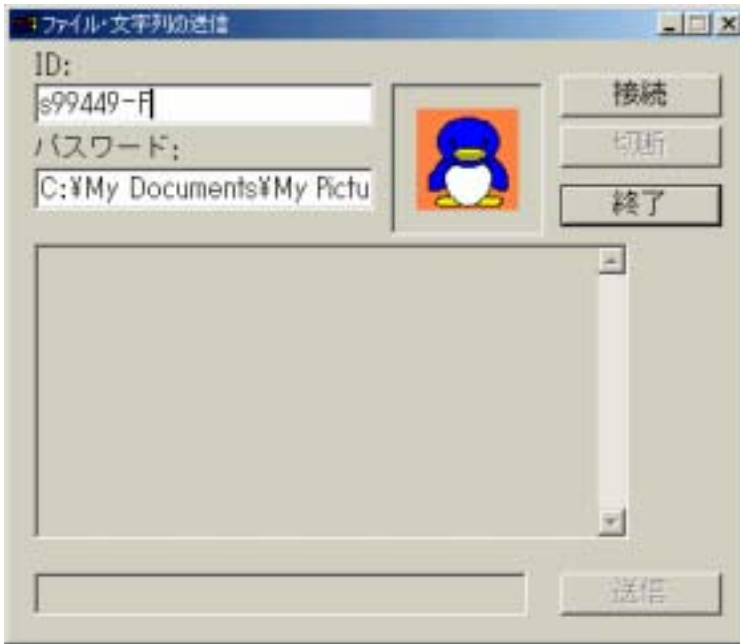 ファイル・文字列の送信
ID:
s99449-F
接続
パスワード:
切断
C:¥My Documents¥My Pictu
終了
送信